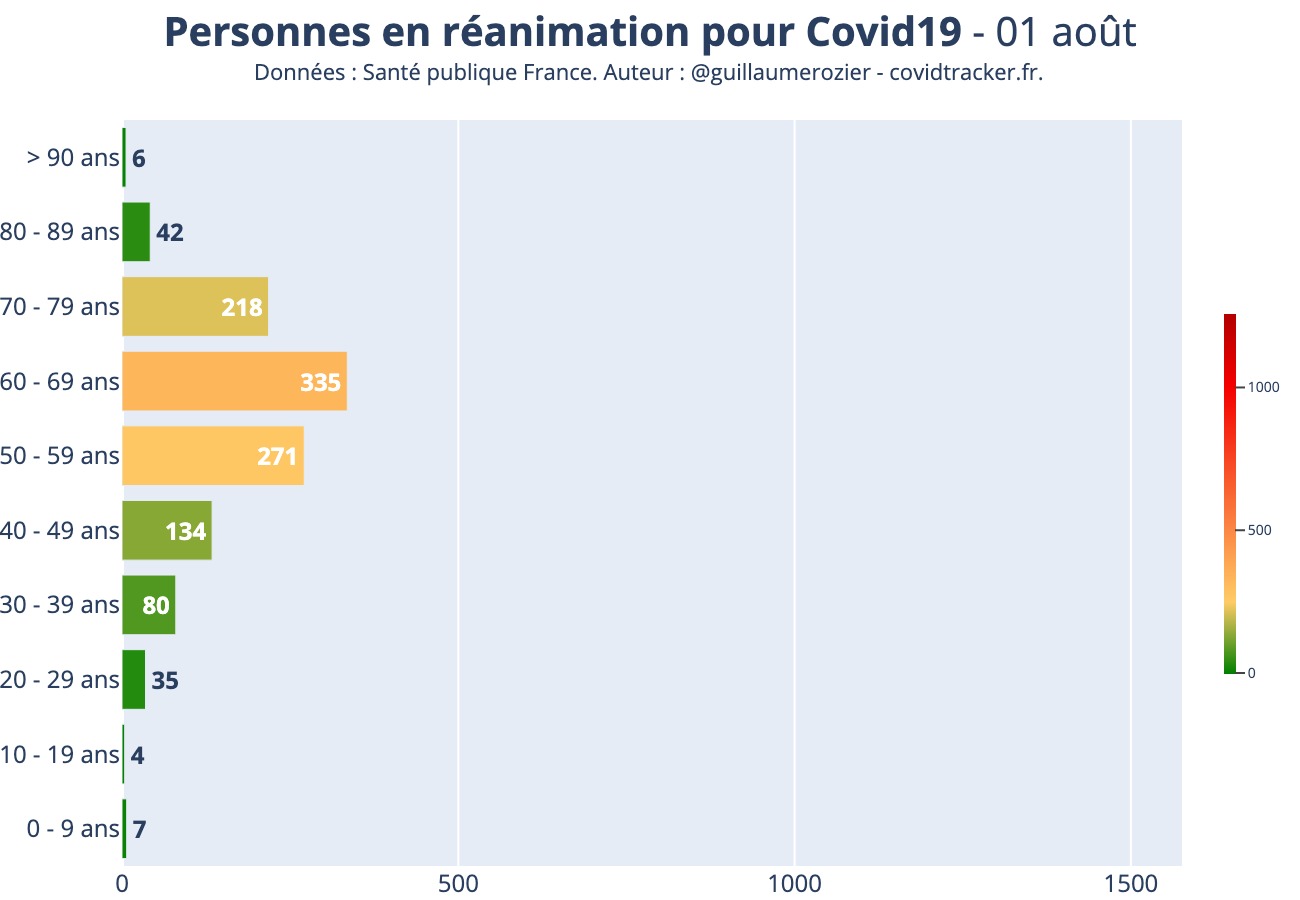 Personnes en réanimation pour Covid19 - 01 août
Données : Santé publique France. Auteur : @guillaumerozier - covidtracker.fr.
> 90 ans 6
80 - 89 ans 42
70 - 79 ans 218
60 - 69 ans 335
50 - 59 ans 271
40 - 49 ans 134
30 - 39 ans 80
20 - 29 ans 35
10 - 19 ans 4
0 - 9 ans 7
0 500 1000 1500
1000
500
0